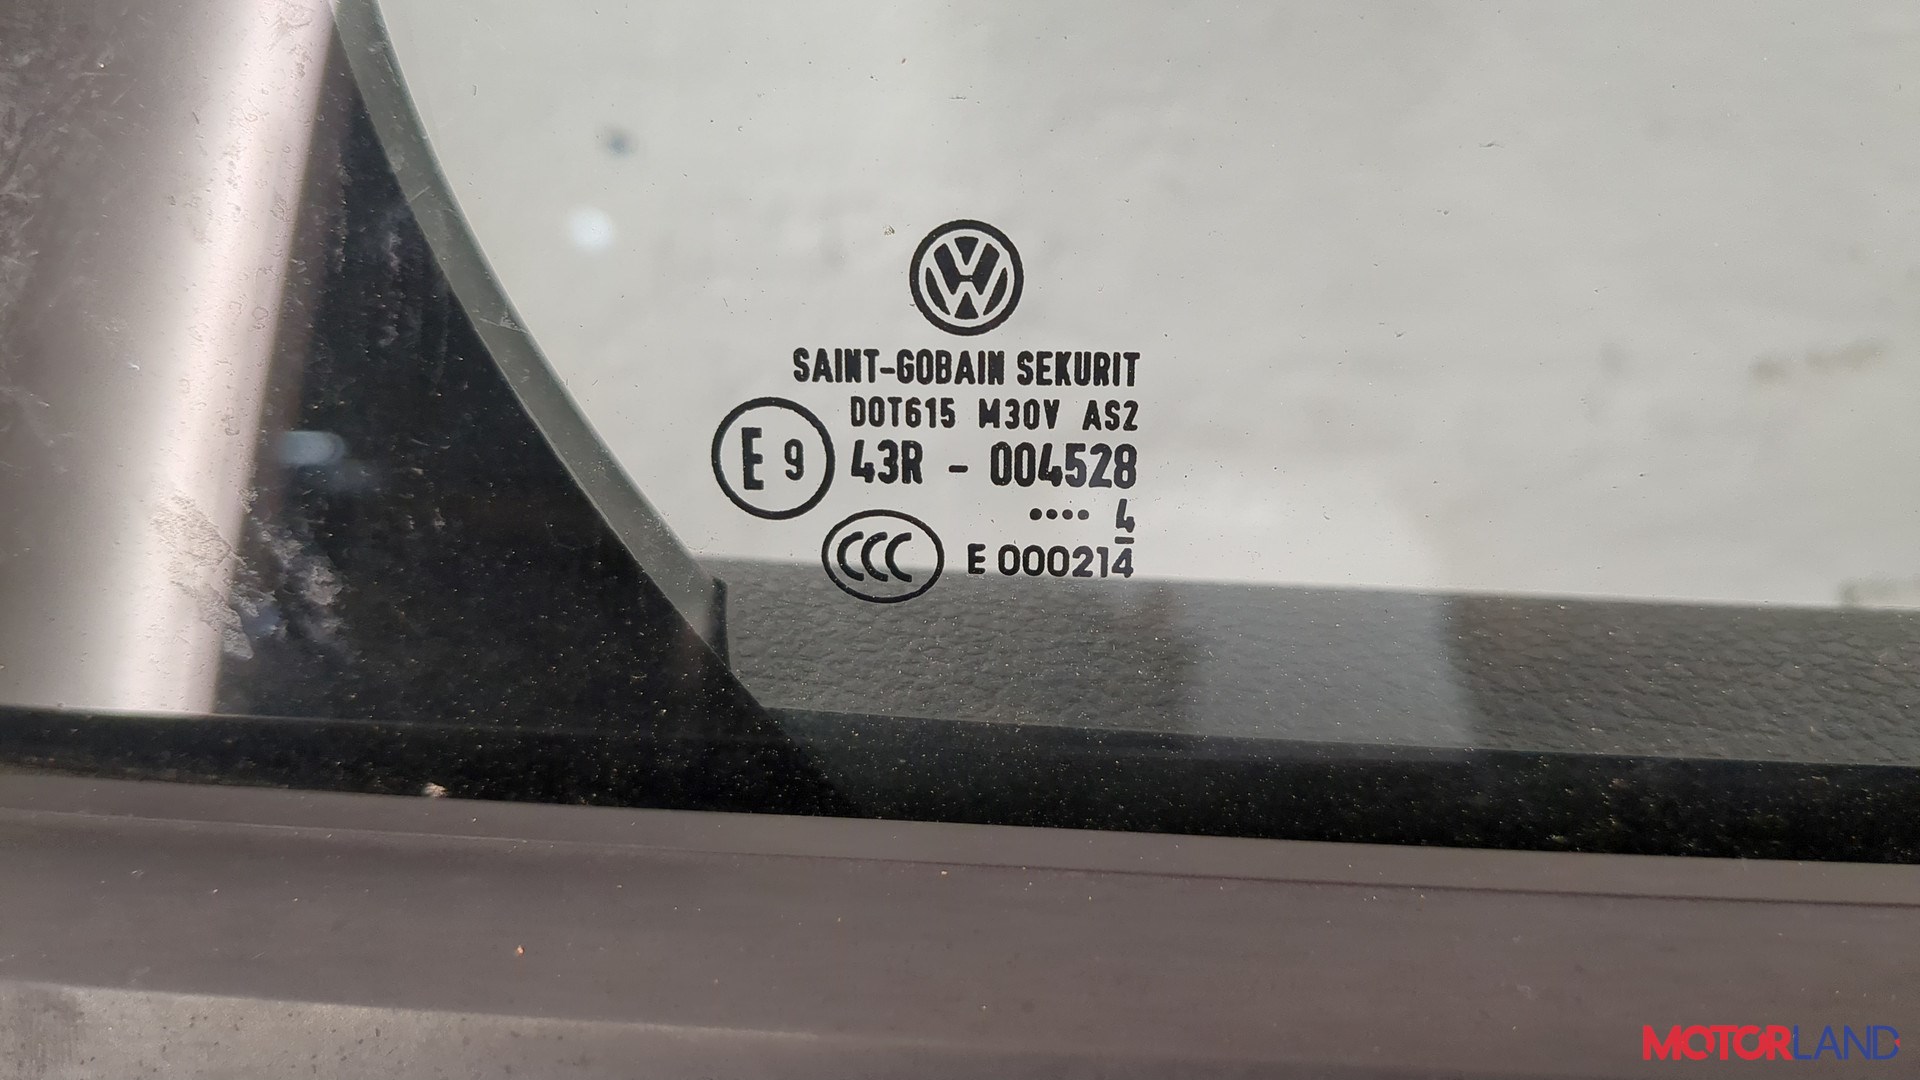 SAINT-GOBAIN SEKURIT
DOT615 M30V AS2
E 9 43R - 004528
.... 4
CCC E 000214
MOTORLAND